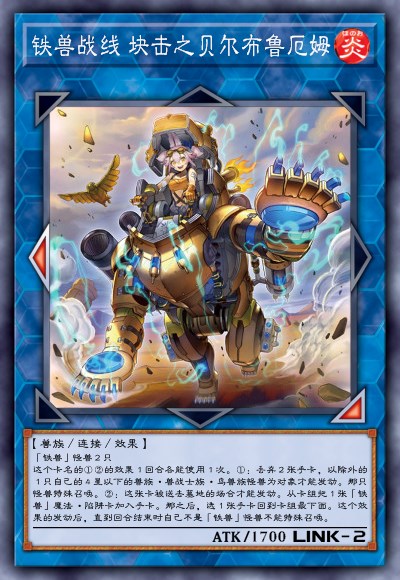 铁兽战线 块击之贝尔布鲁厄姆
ほのお
炎
【兽族／连接／效果】
「铁兽」怪兽2只
这个卡名的①②的效果1回合各能使用1次。①：丢弃2张手卡，以除外的
1只自己的4星以下的兽族·兽战士族·鸟兽族怪兽为对象才能发动。那只
怪兽特殊召唤。②：这张卡被送去墓地的场合才能发动。从卡组把1张「铁
兽」魔法·陷阱卡加入手卡。那之后，选1张手卡回到卡组最下面。这个效
果的发动后，直到回合结束时自己不是「铁兽」怪兽不能特殊召唤。
ATK/1700 LINK-2